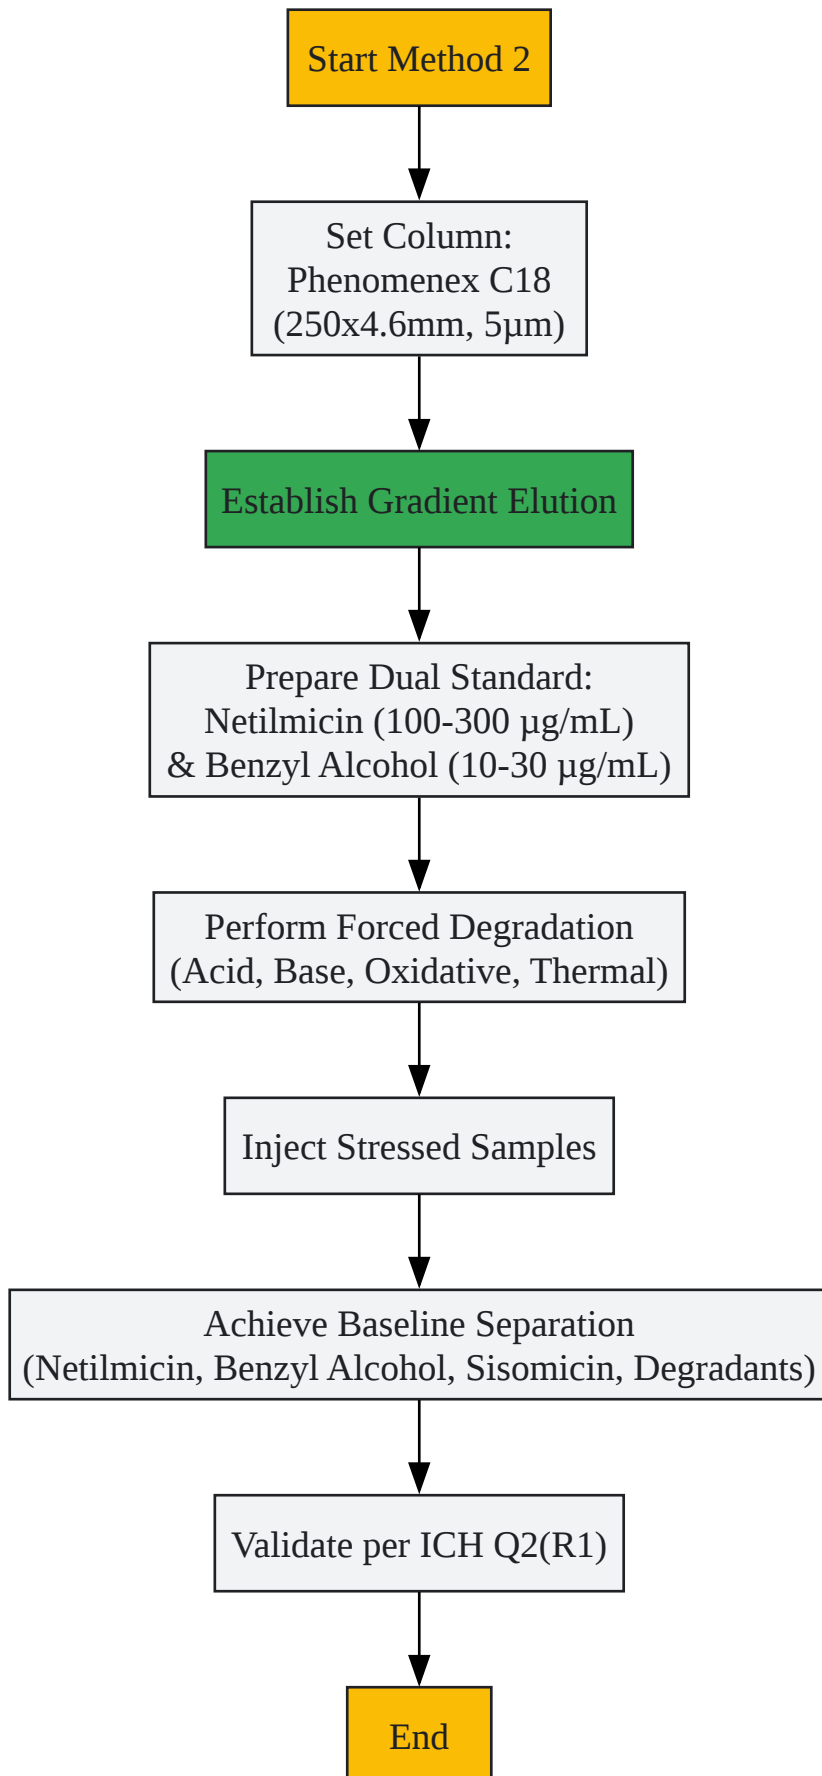 Start Method 2
Set Column:
Phenomenex C18
(250x4.6mm, 5µm)
Establish Gradient Elution
Prepare Dual Standard:
Netilmicin (100-300 µg/mL)
& Benzyl Alcohol (10-30 µg/mL)
Perform Forced Degradation
(Acid, Base, Oxidative, Thermal)
Inject Stressed Samples
Achieve Baseline Separation
(Netilmicin, Benzyl Alcohol, Sisomicin, Degradants)
Validate per ICH Q2(R1)
End